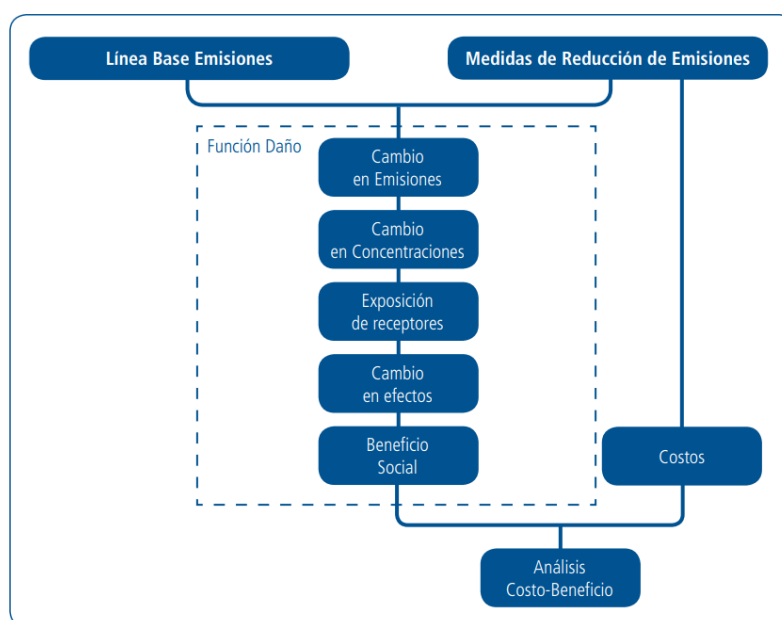 Línea Base Emisiones
Medidas de Reducción de Emisiones
Función Daño
Cambio
en Emisiones
Cambio
en Concentraciones
Exposición
de receptores
Cambio
en efectos
Beneficio
Social
Costos
Análisis
Costo-Beneficio